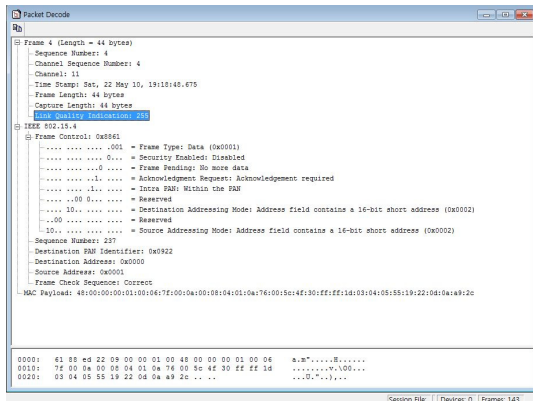 Packet Decode
Frame 4 (Length = 44 bytes)
Sequence Number: 4
Channel Sequence Number: 4
Channel: 11
Time Stamp: Sat, 22 May 10, 19:18:48.675
Frame Length: 44 bytes
Capture Length: 44 bytes
Link Quality Indication: 255
IEEE 802.15.4
Frame Control: 0x8861
.... .... .... .001 = Frame Type: Data (0x0001)
.... .... .... 0... = Security Enabled: Disabled
.... .... ...0 .... = Frame Pending: No more data
.... .... ..1. .... = Acknowledgment Request: Acknowledgement required
.... .... .1.. .... = Intra PAN: Within the PAN
.... ..00 0... .... = Reserved
.... 10.. .... .... = Destination Addressing Mode: Address field contains a 16-bit short address (0x0002)
..00 .... .... .... = Reserved
10.. .... .... .... = Source Addressing Mode: Address field contains a 16-bit short address (0x0002)
Sequence Number: 237
Destination PAN Identifier: 0x0922
Destination Address: 0x0000
Source Address: 0x0001
Frame Check Sequence: Correct
MAC Payload: 48:00:00:00:01:00:06:7f:00:0a:00:08:04:01:0a:76:00:5c:4f:30:ff:ff:1d:03:04:05:55:19:22:0d:0a:a9:2c
0000: 61 88 ed 22 09 00 00 01 00 48 00 00 00 01 00 06 a.m".....H......
0010: 7f 00 0a 00 08 04 01 0a 76 00 5c 4f 30 ff ff 1d ........v.\O0...
0020: 03 04 05 55 19 22 0d 0a a9 2c .. .. ...U."..),..
Session File: Devices: 0 Frames: 143